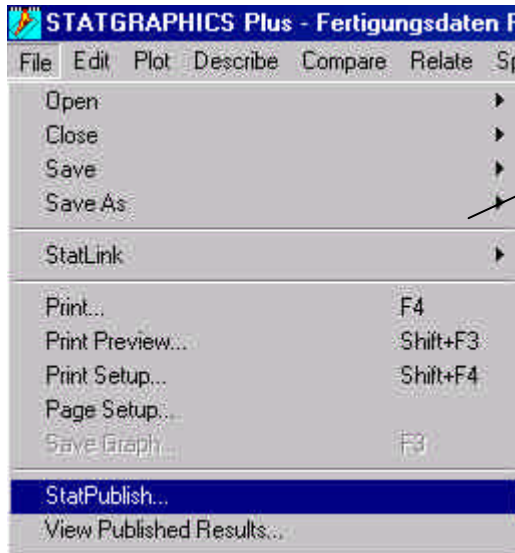 STATGRAPHICS Plus - Fertigungsdaten
File Edit Plot Describe Compare Relate
Open
Close
Save
Save As
StatLink
Print... F4
Print Preview... Shift+F3
Print Setup... Shift+F4
Page Setup...
Save Graph... F3
StatPublish...
View Published Results...